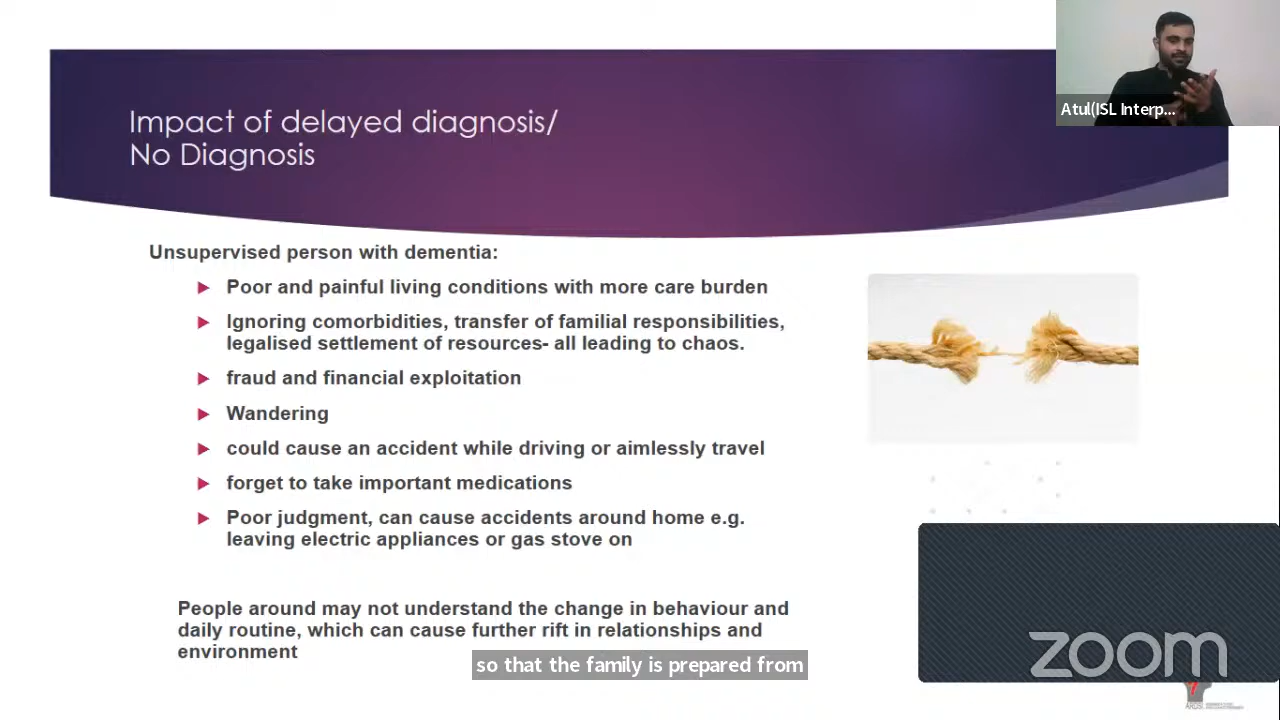 Atul(ISL Interp...
Impact of delayed diagnosis/
No Diagnosis
Unsupervised person with dementia:
Poor and painful living conditions with more care burden
Ignoring comorbidities, transfer of familial responsibilities,
legalised settlement of resources- all leading to chaos.
fraud and financial exploitation
Wandering
could cause an accident while driving or aimlessly travel
forget to take important medications
Poor judgment, can cause accidents around home e.g.
leaving electric appliances or gas stove on
People around may not understand the change in behaviour and
daily routine, which can cause further rift in relationships and
environment
so that the family is prepared from
zoom
ARDSI